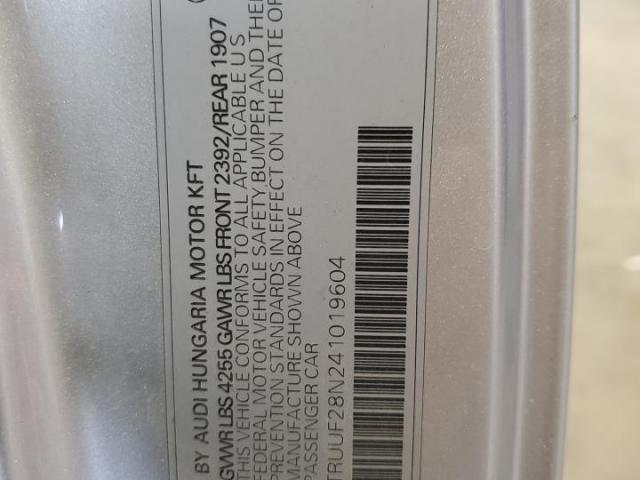 BY AUDI HUNGARIA MOTOR KFT
GVWR LBS 4255 GAWR LBS FRONT 2392/REAR 1907
THIS VEHICLE CONFORMS TO ALL APPLICABLE U S
FEDERAL MOTOR VEHICLE SAFETY, BUMPER AND THE
PREVENTION STANDARDS IN EFFECT ON THE DATE OF
MANUFACTURE SHOWN ABOVE
PASSENGER CAR
TRUUF28N241019604